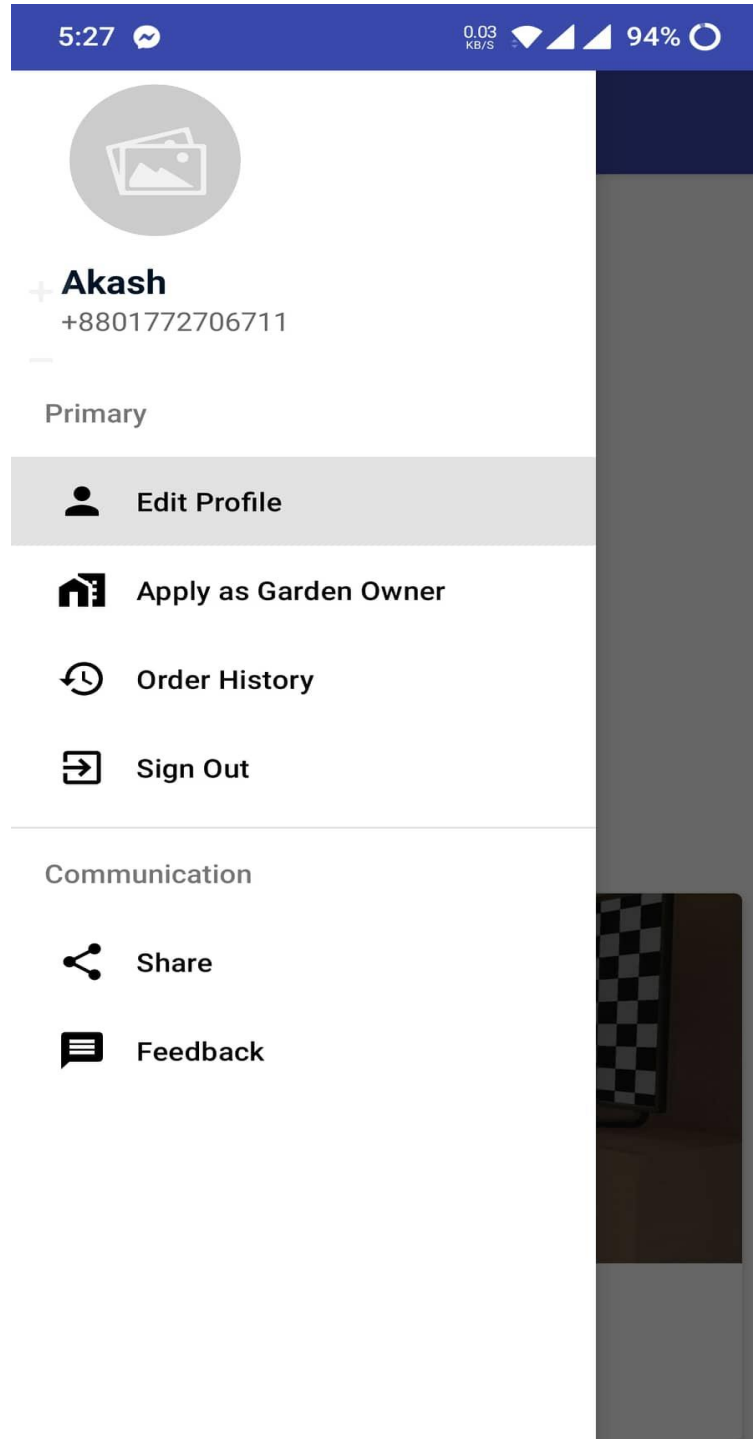 5:27
0.03
KB/S
94%
Akash
+8801772706711
Primary
Edit Profile
Apply as Garden Owner
Order History
Sign Out
Communication
Share
Feedback